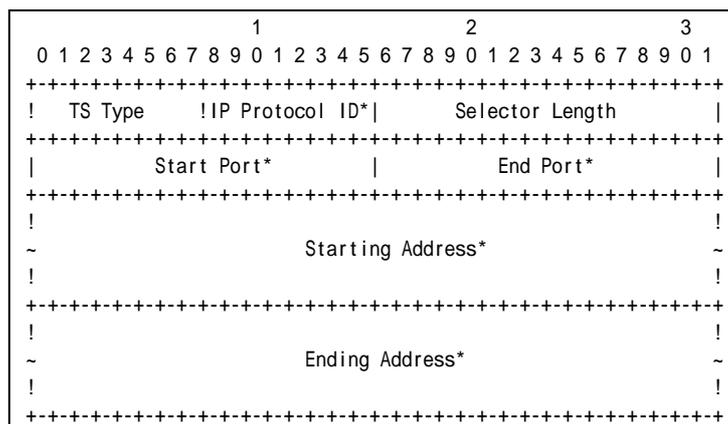 1                   2                   3
 0 1 2 3 4 5 6 7 8 9 0 1 2 3 4 5 6 7 8 9 0 1 2 3 4 5 6 7 8 9 0 1
+-+-+-+-+-+-+-+-+-+-+-+-+-+-+-+-+-+-+-+-+-+-+-+-+-+-+-+-+-+-+-+-+
!   TS Type     !IP Protocol ID*|       Selector Length         |
+-+-+-+-+-+-+-+-+-+-+-+-+-+-+-+-+-+-+-+-+-+-+-+-+-+-+-+-+-+-+-+-+
|           Start Port*         |           End Port*           |
+-+-+-+-+-+-+-+-+-+-+-+-+-+-+-+-+-+-+-+-+-+-+-+-+-+-+-+-+-+-+-+-+
!                                                               !
~                         Starting Address*                     ~
!                                                               !
+-+-+-+-+-+-+-+-+-+-+-+-+-+-+-+-+-+-+-+-+-+-+-+-+-+-+-+-+-+-+-+-+
!                                                               !
~                         Ending Address*                       ~
!                                                               !
+-+-+-+-+-+-+-+-+-+-+-+-+-+-+-+-+-+-+-+-+-+-+-+-+-+-+-+-+-+-+-+-+